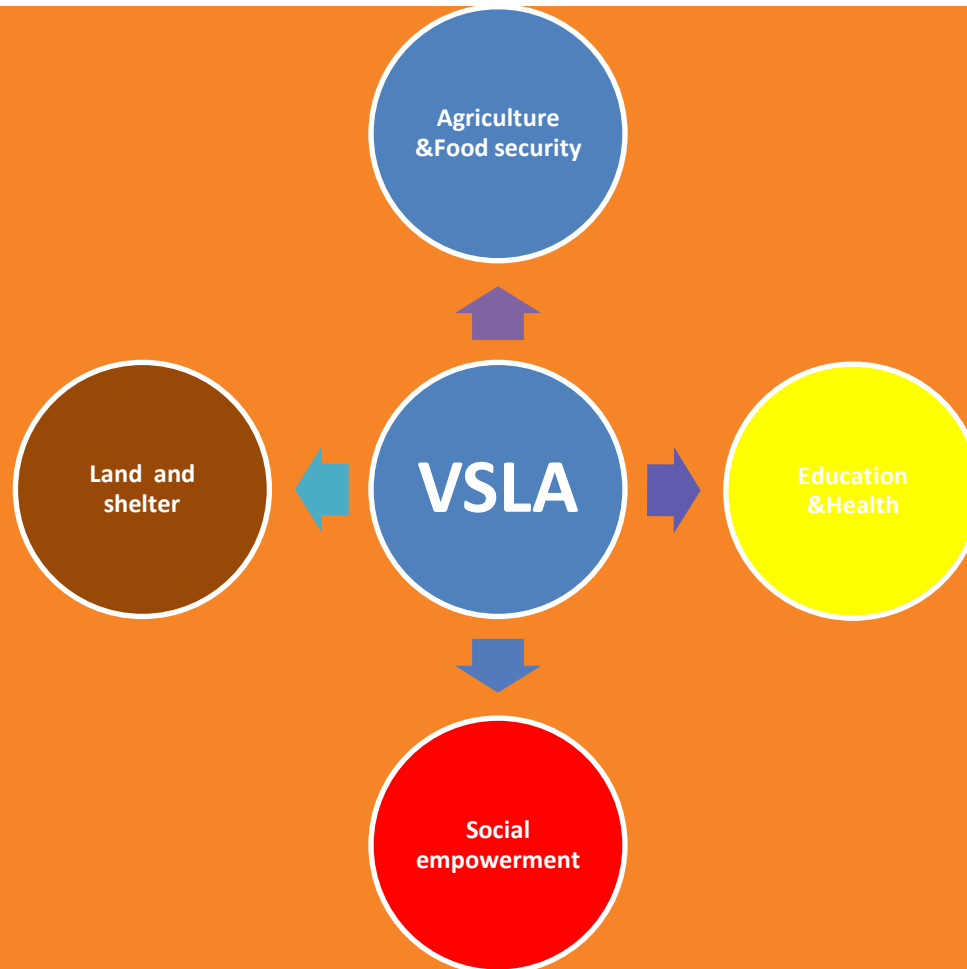 Agriculture
&Food security
Land and
shelter
VSLA
Education
&Health
Social
empowerment